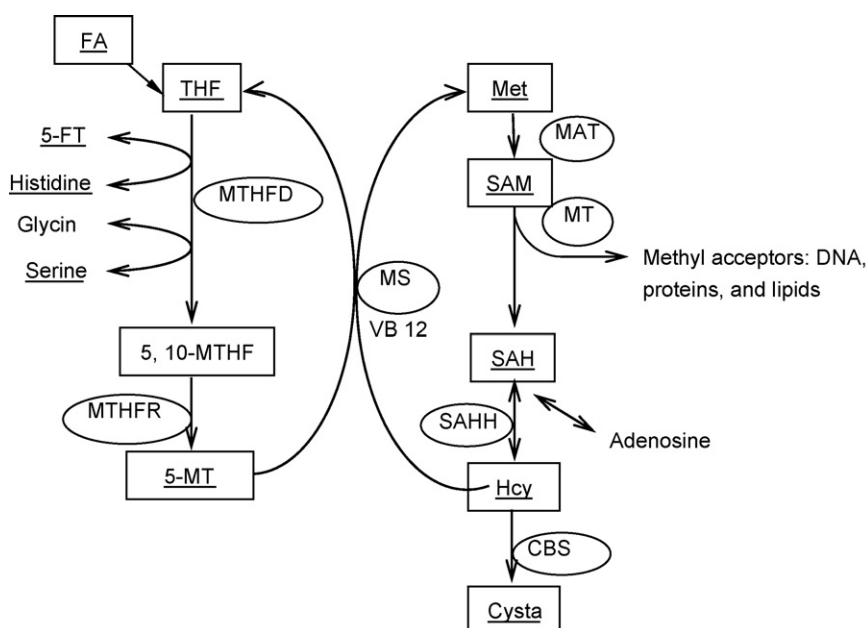 FA
THF
5-FT
Histidine
Glycin
Serine
MTHFD
5, 10-MTHF
MTHFR
5-MT
MS
VB 12
Met
MAT
SAM
MT
Methyl acceptors: DNA,
proteins, and lipids
SAH
SAHH
Adenosine
Hcy
CBS
Cysta